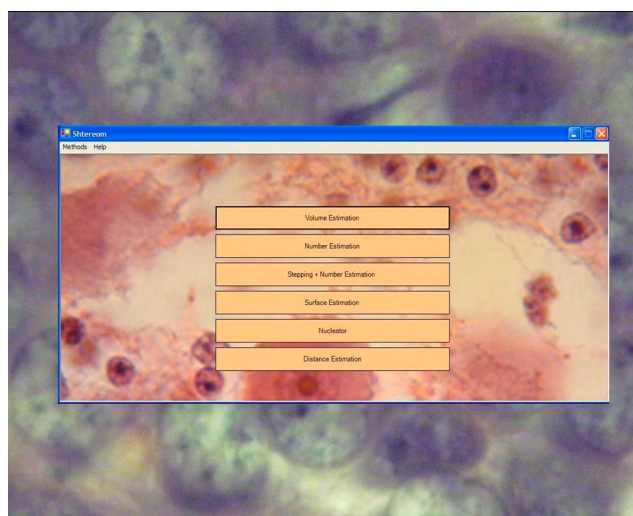 Shtereom
Methods Help
Volume Estimation
Number Estimation
Stepping + Number Estimation
Surface Estimation
Nucleator
Distance Estimation